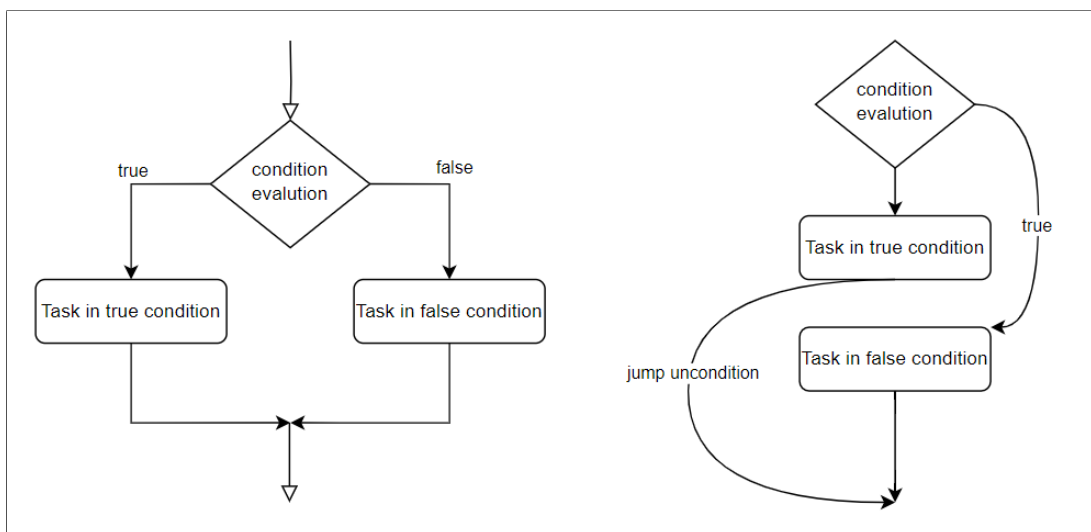 true
condition
evalution
false
Task in true condition
Task in false condition
condition
evalution
true
Task in true condition
Task in false condition
jump uncondition